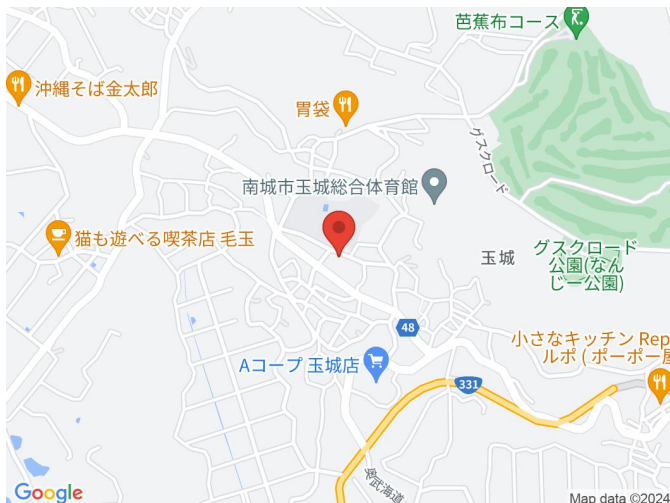 芭蕉布コース
沖縄そば金太郎
胃袋
グスクロード
南城市玉城総合体育館
猫も遊べる喫茶店 毛玉
玉城
グスクロード
公園(なん
じー公園)
48
小さなキッチン Rep
ルポ ( ポーポー屋
Aコープ 玉城店
331
Google
Map data ©2024